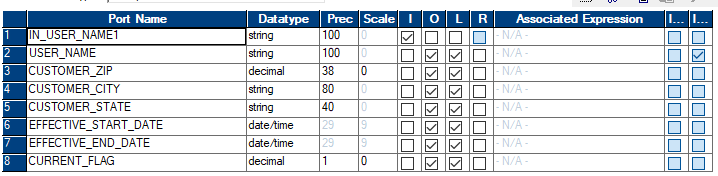 Port Name Datatype Prec Scale I O L R Associated Expression I... I...
1 IN_USER_NAME1 string 100 0 - N/A -
2 USER_NAME string 100 0 - N/A -
3 CUSTOMER_ZIP decimal 38 0 - N/A -
4 CUSTOMER_CITY string 80 0 - N/A -
5 CUSTOMER_STATE string 40 0 - N/A -
6 EFFECTIVE_START_DATE date/time 29 9 - N/A -
7 EFFECTIVE_END_DATE date/time 29 9 - N/A -
8 CURRENT_FLAG decimal 1 0 - N/A -